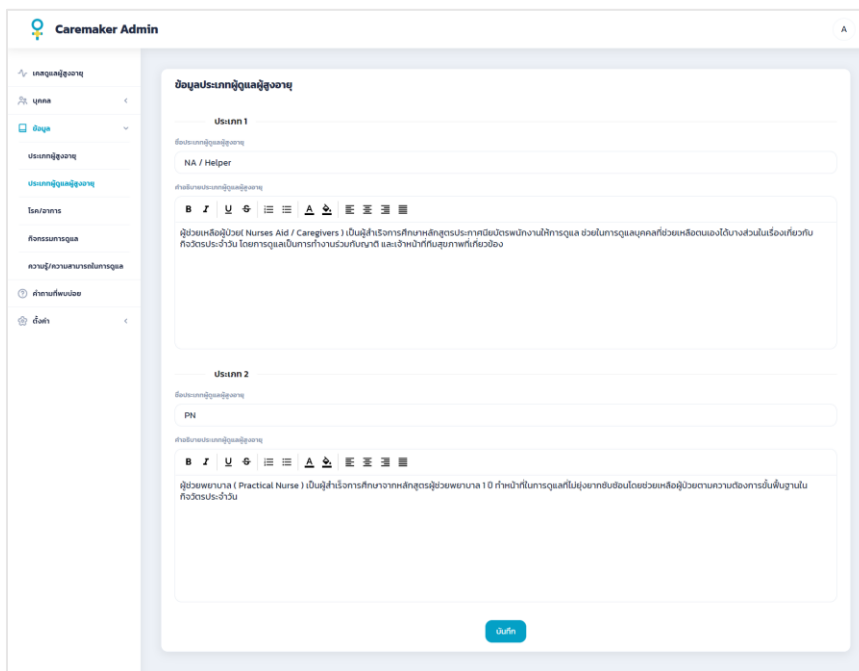 Caremaker Admin
A
เคสดูแลผู้สูงอายุ
บุคคล
ข้อมูล
ประเภทผู้สูงอายุ
ประเภทผู้ดูแลผู้สูงอายุ
โรค/อาการ
กิจกรรมการดูแล
ความรู้/ความสามารถในการดูแล
คำถามที่พบบ่อย
ตั้งค่า
ข้อมูลประเภทผู้ดูแลผู้สูงอายุ
ประเภท 1
ชื่อประเภทผู้ดูแลผู้สูงอายุ
NA / Helper
คำอธิบายประเภทผู้ดูแลผู้สูงอายุ
B I U S A
ผู้ช่วยเหลือผู้ป่วย( Nurses Aid / Caregivers ) เป็นผู้สำเร็จการศึกษาหลักสูตรประกาศนียบัตรพนักงานให้การดูแล ช่วยในการดูแลบุคคลที่ช่วยเหลือตนเองได้บางส่วนในเรื่องเกี่ยวกับ
กิจวัตรประจำวัน โดยการดูแลเป็นการทำงานร่วมกับญาติ และเจ้าหน้าที่ทีมสุขภาพที่เกี่ยวข้อง
ประเภท 2
ชื่อประเภทผู้ดูแลผู้สูงอายุ
PN
คำอธิบายประเภทผู้ดูแลผู้สูงอายุ
B I U S A
ผู้ช่วยพยาบาล ( Practical Nurse ) เป็นผู้สำเร็จการศึกษาจากหลักสูตรผู้ช่วยพยาบาล 1 ปี ทำหน้าที่ในการดูแลที่ไม่ยุ่งยากซับซ้อนโดยช่วยเหลือผู้ป่วยตามความต้องการขั้นพื้นฐานใน
กิจวัตรประจำวัน
บันทึก